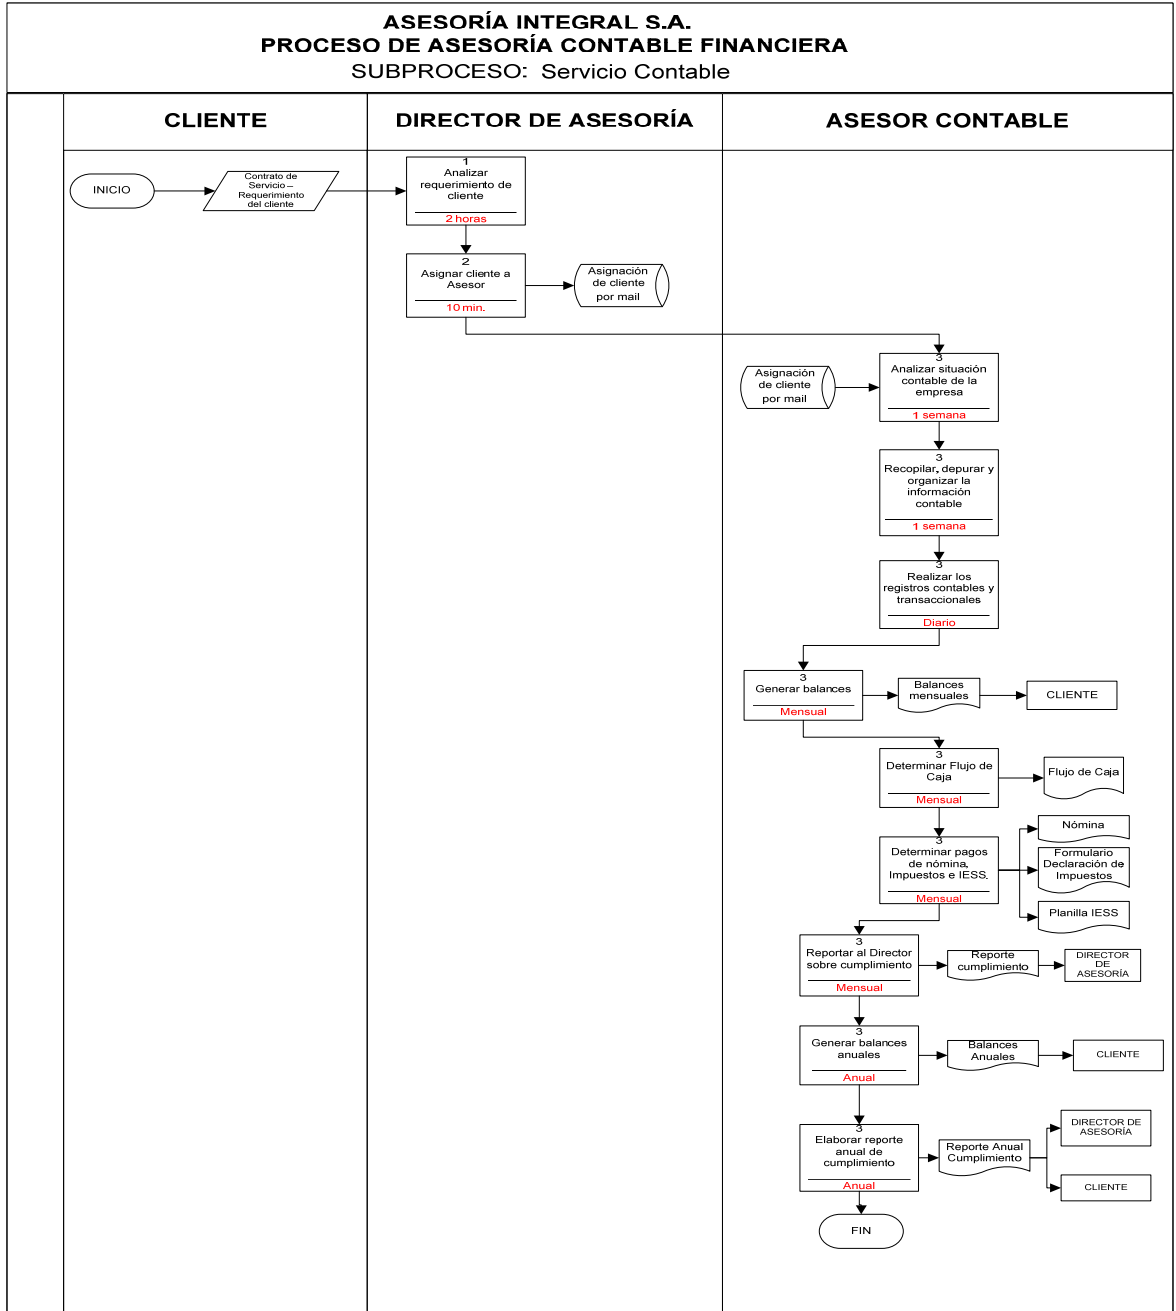 ASESORÍA INTEGRAL S.A.
PROCESO DE ASESORÍA CONTABLE FINANCIERA
SUBPROCESO: Servicio Contable
CLIENTE
DIRECTOR DE ASESORÍA
ASESOR CONTABLE
INICIO
Contrato de
Servicio –
Requerimiento
del cliente
1
Analizar
requerimiento de
cliente
2 horas
2
Asignar cliente a
Asesor
10 min.
Asignación
de cliente
por mail
Asignación
de cliente
por mail
3
Analizar situación
contable de la
empresa
1 semana
3
Recopilar, depurar y
organizar la
información
contable
1 semana
3
Realizar los
registros contables y
transaccionales
Diario
3
Generar balances
Mensual
Balances
mensuales
CLIENTE
3
Determinar Flujo de
Caja
Mensual
Flujo de Caja
3
Determinar pagos
de nómina,
Impuestos e IESS.
Mensual
Nómina
Formulario
Declaración de
Impuestos
Planilla IESS
3
Reportar al Director
sobre cumplimiento
Mensual
Reporte
cumplimiento
DIRECTOR
DE
ASESORÍA
3
Generar balances
anuales
Anual
Balances
Anuales
CLIENTE
3
Elaborar reporte
anual de
cumplimiento
Anual
Reporte Anual
Cumplimiento
DIRECTOR DE
ASESORÍA
CLIENTE
FIN